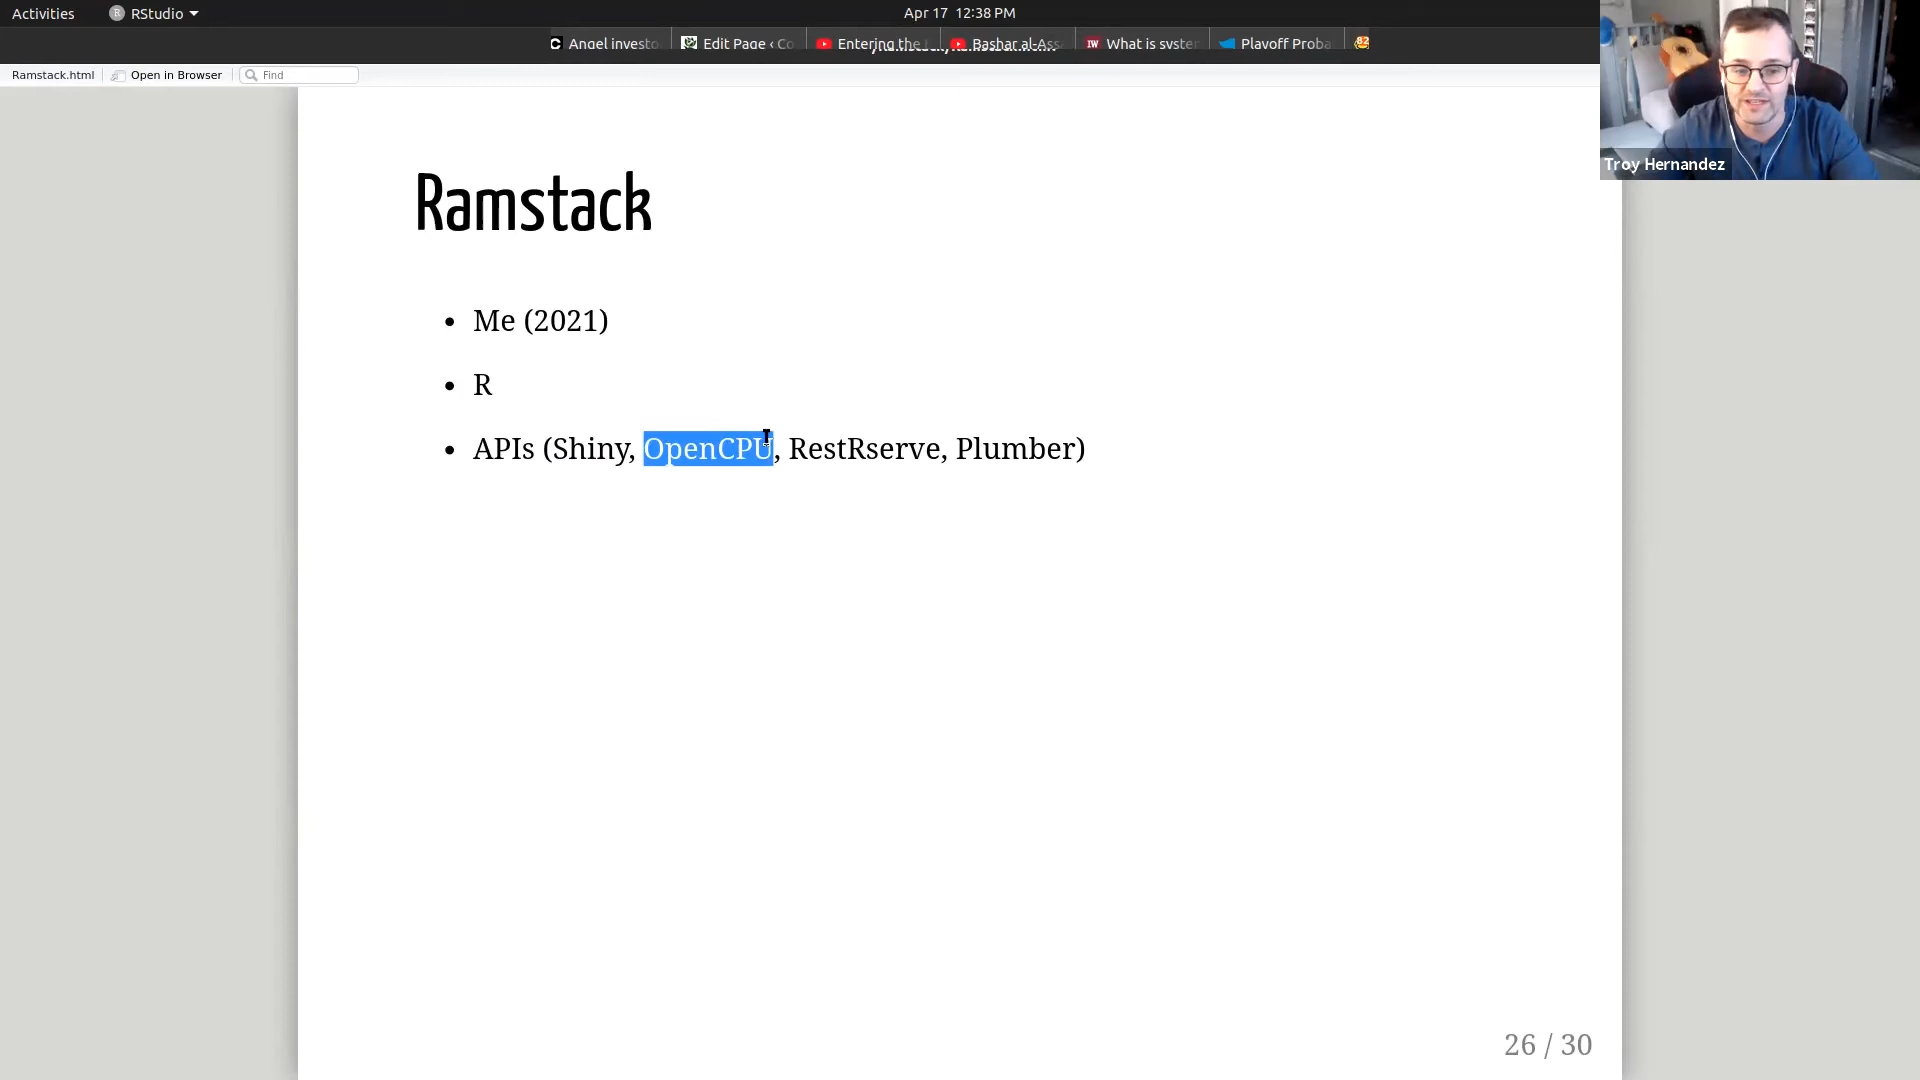 Activities
RStudio
Apr 17 12:38 PM
Angel investo
Edit Page ‹ Co
Entering the
Bashar al-Ass
What is syster
Playoff Proba
Ramstack.html
Open in Browser
Find
Troy Hernandez
Ramstack
• Me (2021)
• R
• APIs (Shiny, OpenCPU, RestRserve, Plumber)
26 / 30